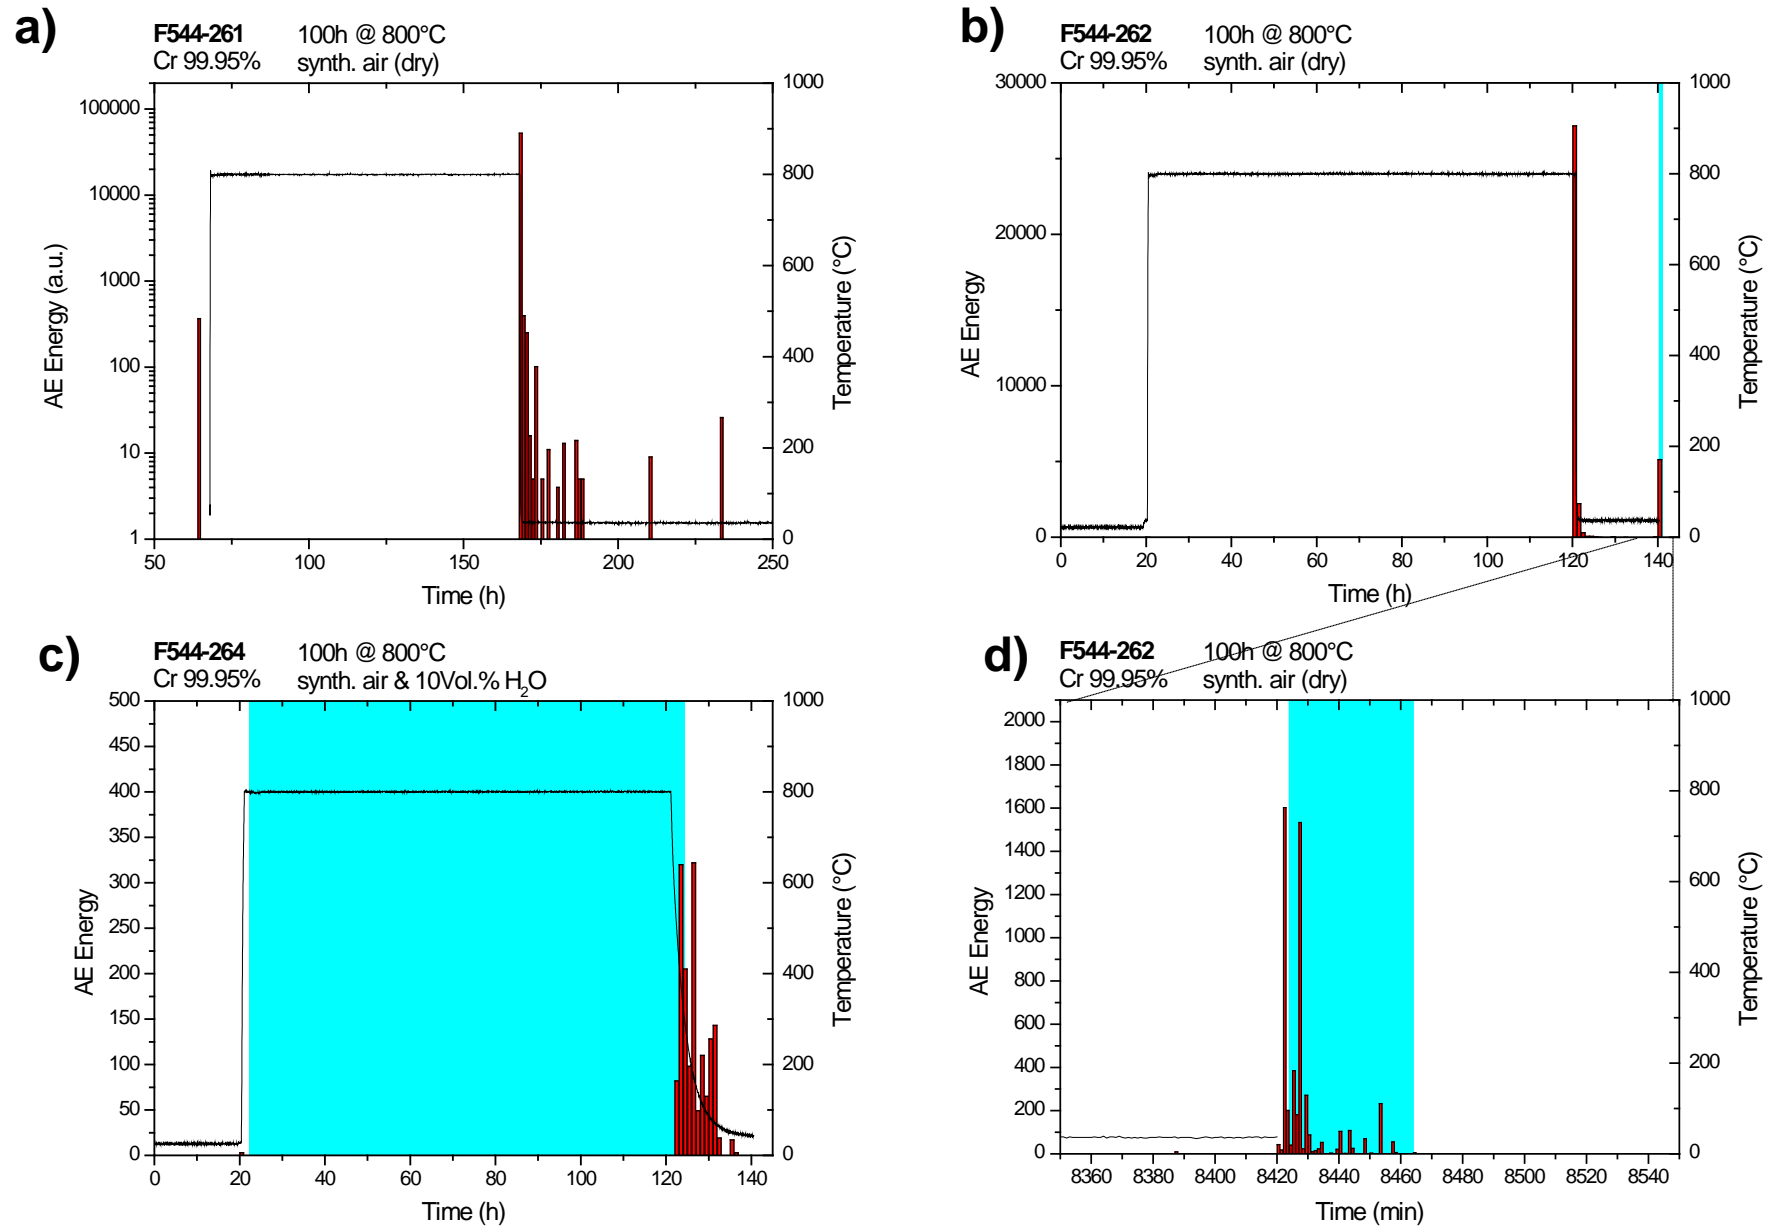 a)
F544-261 100h @ 800°C
Cr 99.95% synth. air (dry)
100000
10000
1000
100
10
1
AE Energy (a.u.)
1000
800
600
400
200
0
Temperature (°C)
50 100 150 200 250
Time (h)
b)
F544-262 100h @ 800°C
Cr 99.95% synth. air (dry)
30000
20000
10000
0
AE Energy
1000
800
600
400
200
0
Temperature (°C)
0 20 40 60 80 100 120 140
Time (h)
c)
F544-264 100h @ 800°C
Cr 99.95% synth. air & 10Vol.% H₂O
500
450
400
350
300
250
200
150
100
50
0
AE Energy
1000
800
600
400
200
0
Temperature (°C)
0 20 40 60 80 100 120 140
Time (h)
d)
F544-262 100h @ 800°C
Cr 99.95% synth. air (dry)
2000
1800
1600
1400
1200
1000
800
600
400
200
0
AE Energy
1000
800
600
400
200
0
Temperature (°C)
8360 8380 8400 8420 8440 8460 8480 8500 8520 8540
Time (min)